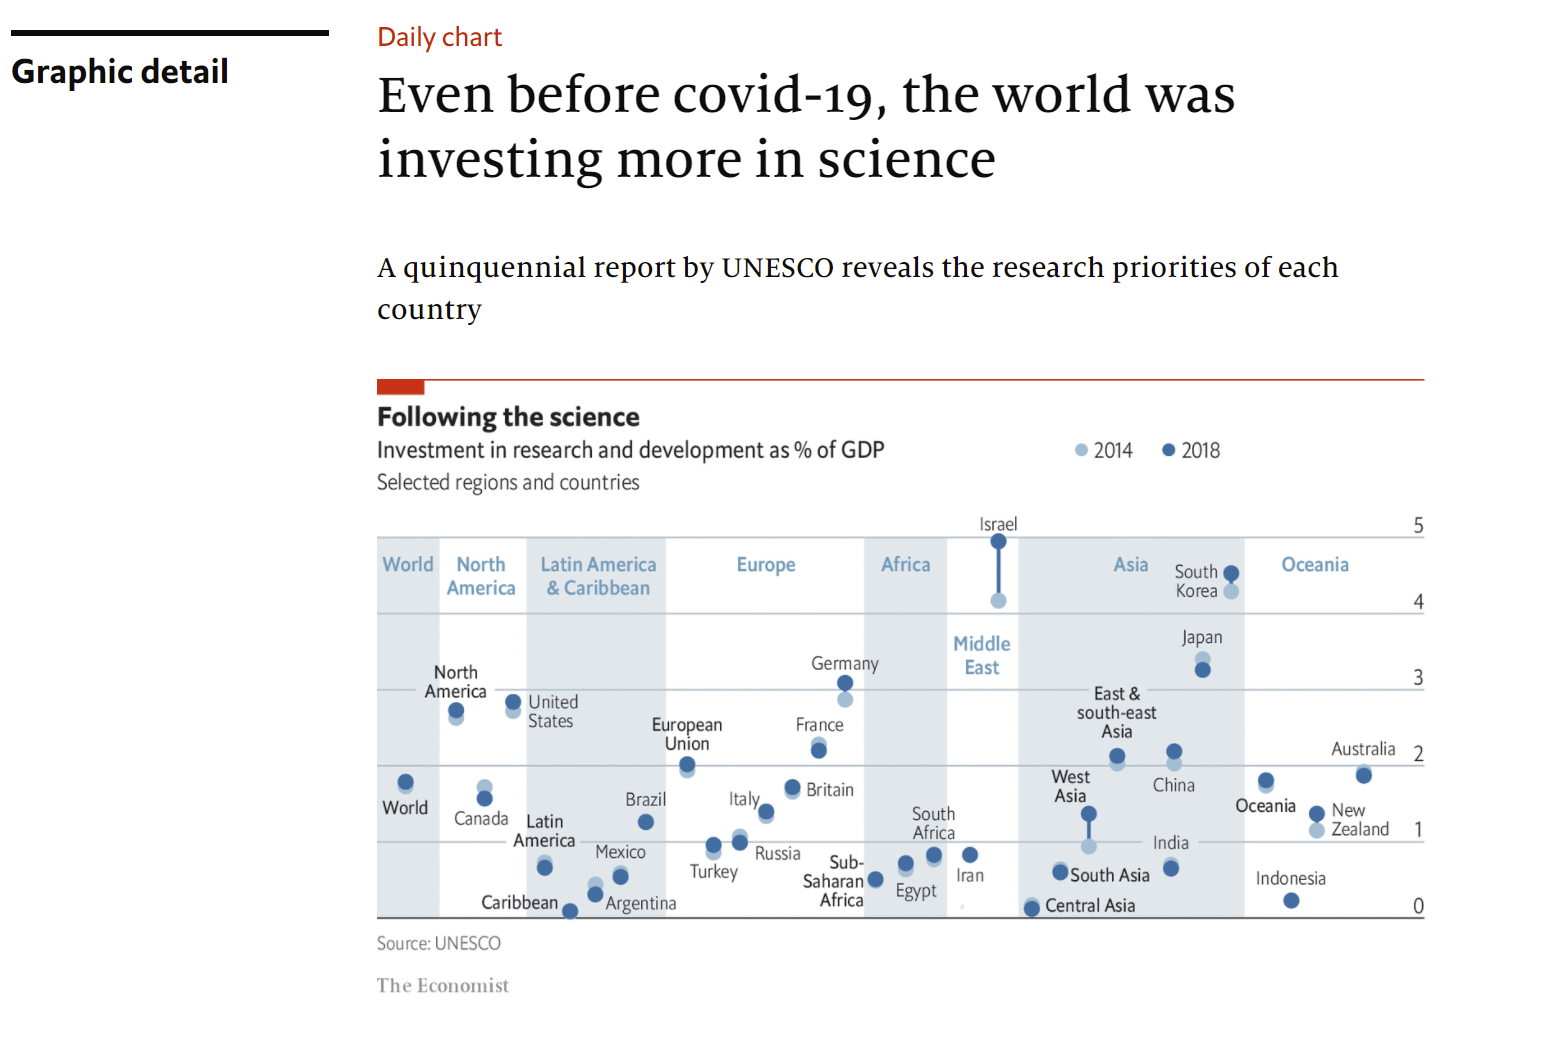 Graphic detail
Daily chart
Even before covid-19, the world was
investing more in science
A quinquennial report by UNESCO reveals the research priorities of each
country
Following the science
Investment in research and development as % of GDP
2014
2018
Selected regions and countries
World
North
America
Latin America
& Caribbean
Europe
Africa
Middle
East
Asia
Oceania
5
4
3
2
1
0
World
North
America
United
States
Canada
Latin
America
Caribbean
Argentina
Mexico
Brazil
European
Union
Turkey
Russia
Italy
Britain
France
Germany
Sub-
Saharan
Africa
Egypt
South
Africa
Iran
Israel
Central Asia
South Asia
West
Asia
East &
south-east
Asia
India
China
Japan
South
Korea
Oceania
Indonesia
New
Zealand
Australia
Source: UNESCO
The Economist